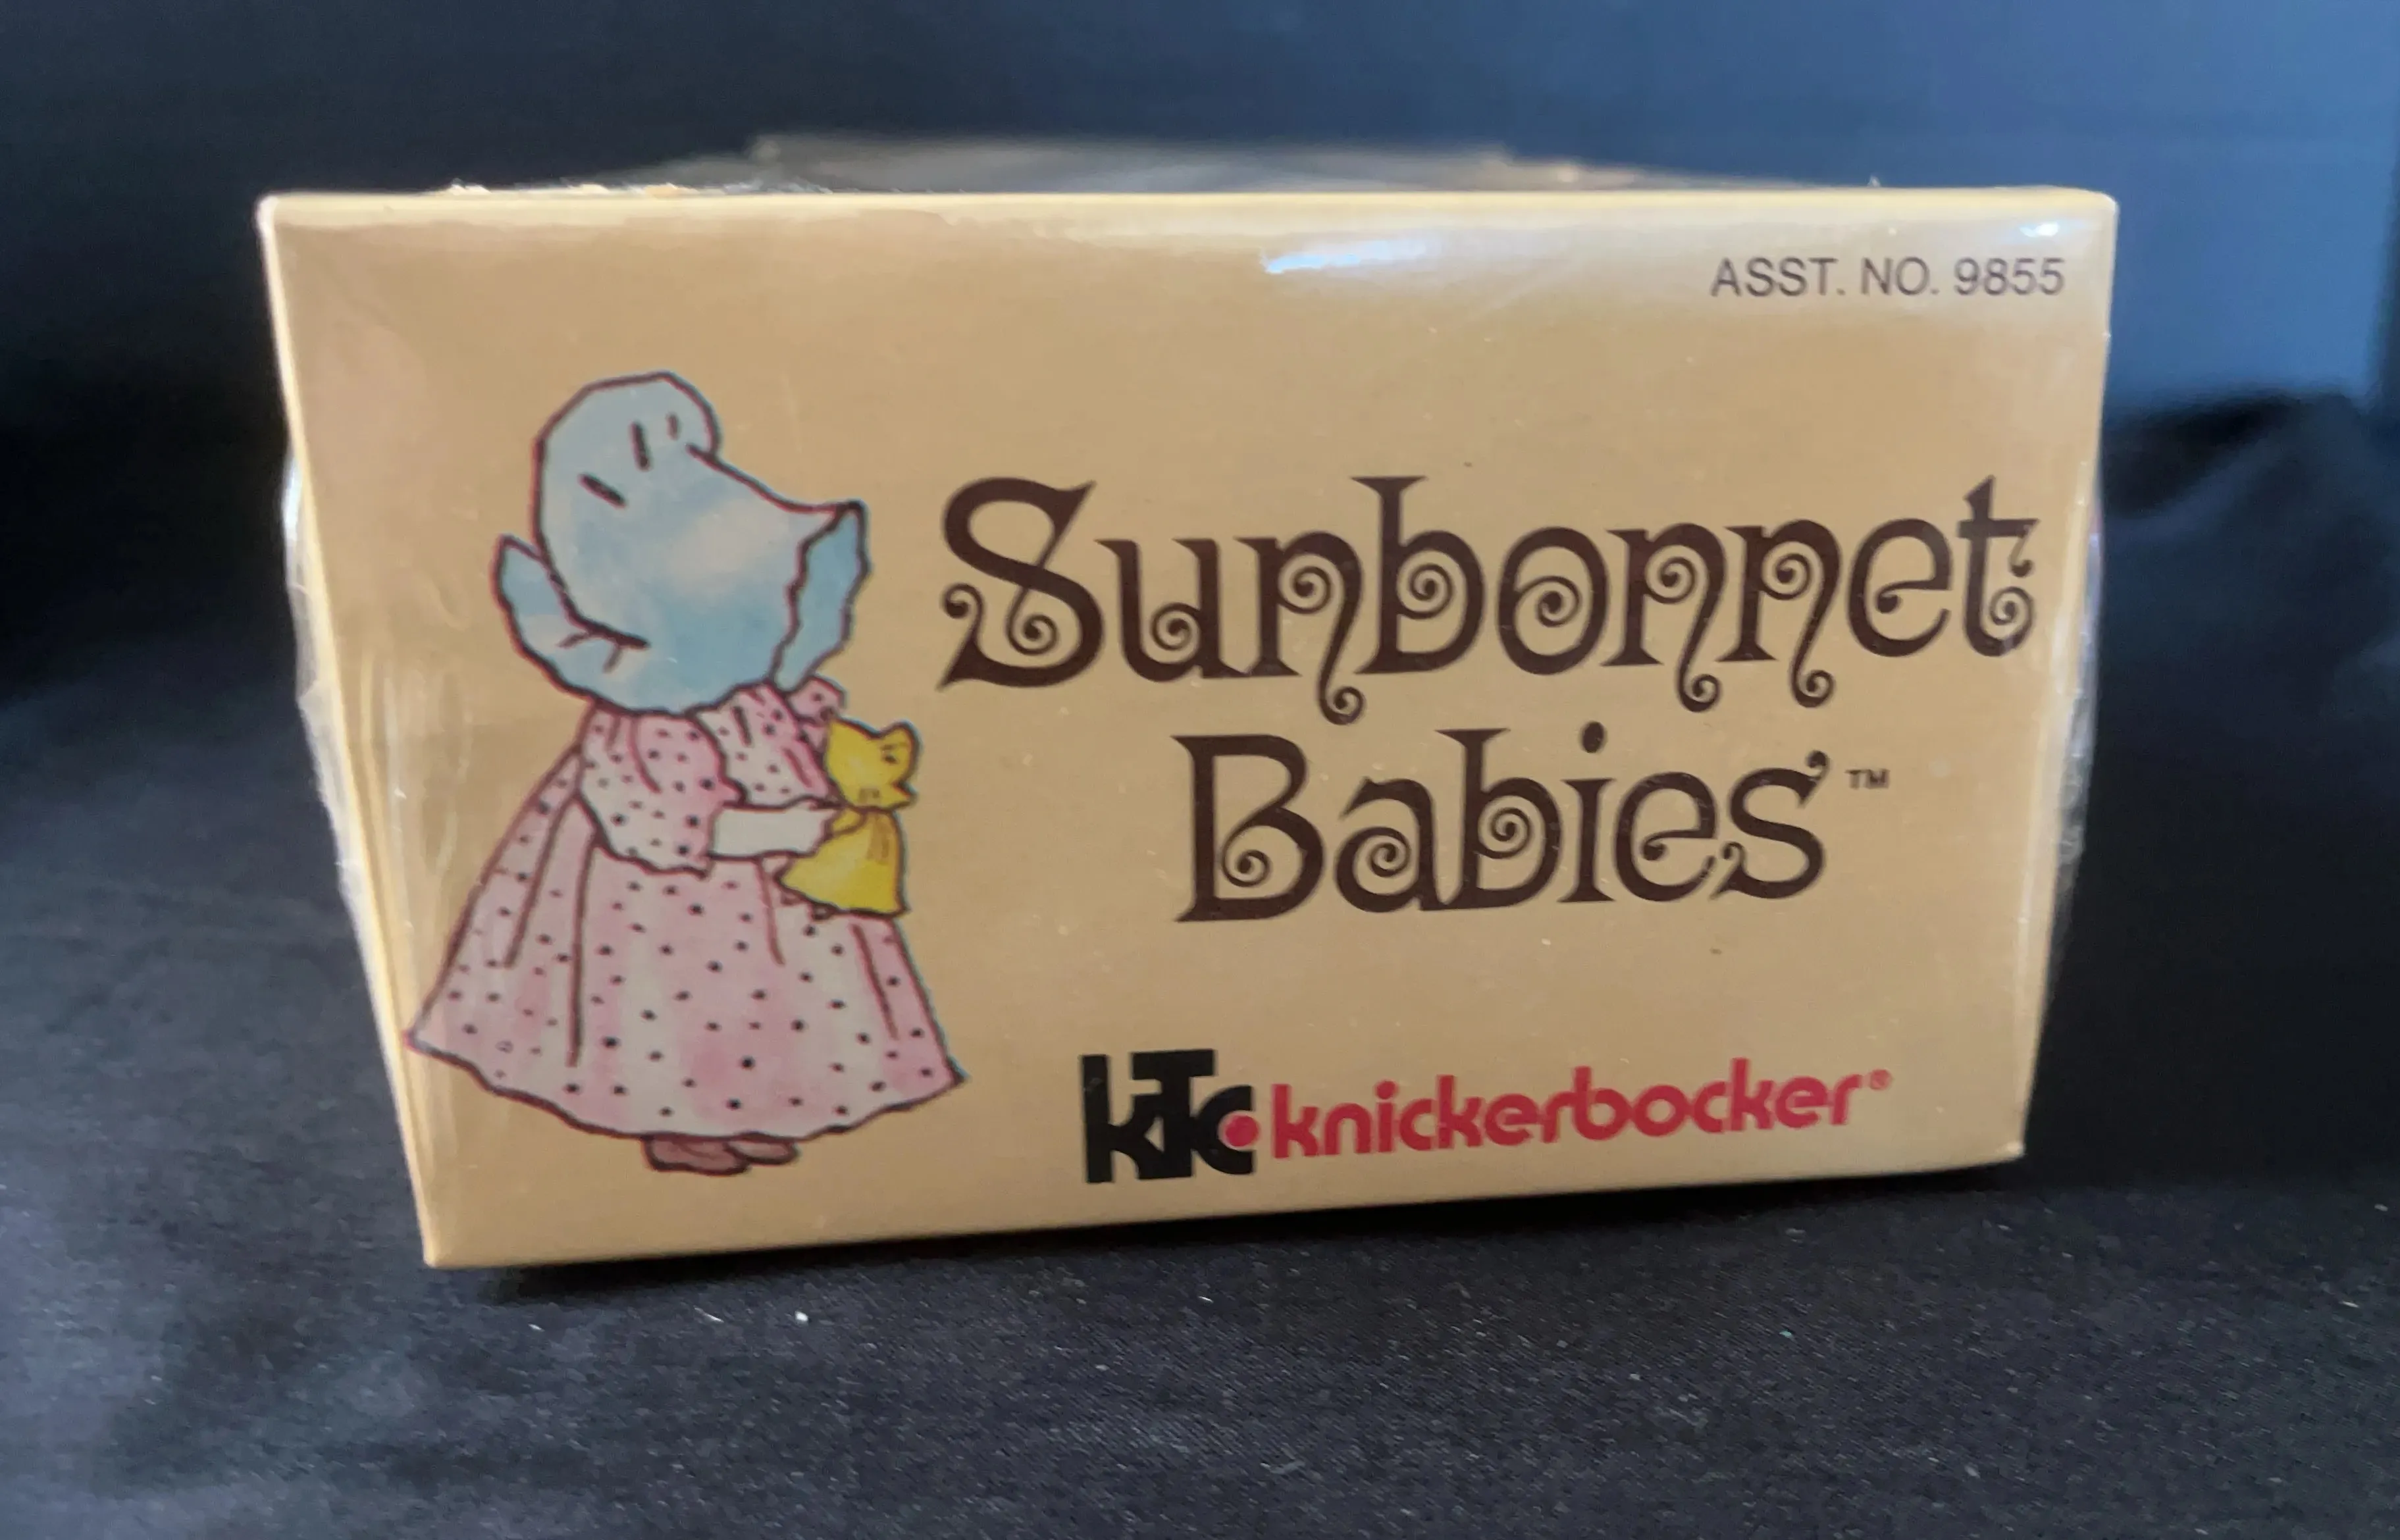 ASST. NO. 9855
Sunbonnet
Babies™
KTC knickerbocker®